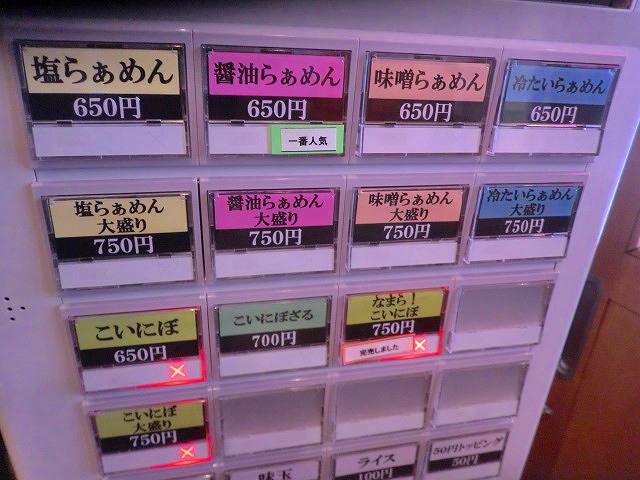 塩らぁめん
650円
醤油らぁめん
650円
一番人気
味噌らぁめん
650円
冷たいらぁめん
650円
塩らぁめん
大盛り
750円
醤油らぁめん
大盛り
750円
味噌らぁめん
大盛り
750円
冷たいらぁめん
大盛り
750円
こいにぼ
650円
こいにぼざる
700円
なまら!
こいにぼ
750円
完売しました
こいにぼ
大盛り
750円
味玉
ライス
100円
50円トッピング
50円